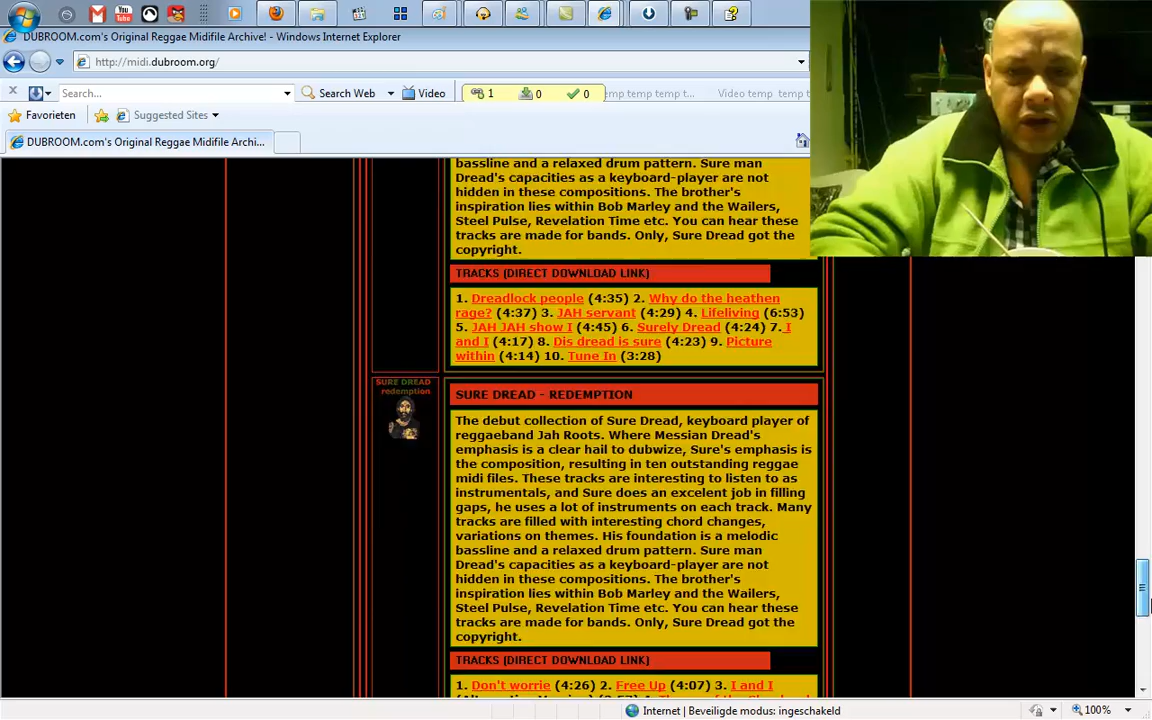 DUBROOM.com's Original Reggae Midifile Archive! - Windows Internet Explorer
http://midi.dubroom.org/
Search...
Search Web
Video
1
0
0
emp temp temp t...
Video temp temp t
Favorieten
Suggested Sites
DUBROOM.com's Original Reggae Midifile Archi...
bassline and a relaxed drum pattern. Sure man
Dread's capacities as a keyboard-player are not
hidden in these compositions. The brother's
inspiration lies within Bob Marley and the Wailers,
Steel Pulse, Revelation Time etc. You can hear these
tracks are made for bands. Only, Sure Dread got the
copyright.
TRACKS (DIRECT DOWNLOAD LINK)
1. Dreadlock people (4:35) 2. Why do the heathen
rage? (4:37) 3. JAH servant (4:29) 4. Lifeliving (6:53)
5. JAH JAH show I (4:45) 6. Surely Dread (4:24) 7. I
and I (4:17) 8. Dis dread is sure (4:23) 9. Picture
within (4:14) 10. Tune In (3:28)
SURE DREAD
redemption
SURE DREAD - REDEMPTION
The debut collection of Sure Dread, keyboard player of
reggaeband Jah Roots. Where Messian Dread's
emphasis is a clear hail to dubwize, Sure's emphasis is
the composition, resulting in ten outstanding reggae
midi files. These tracks are interesting to listen to as
instrumentals, and Sure does an excelent job in filling
gaps, he uses a lot of instruments on each track. Many
tracks are filled with interesting chord changes,
variations on themes. His foundation is a melodic
bassline and a relaxed drum pattern. Sure man
Dread's capacities as a keyboard-player are not
hidden in these compositions. The brother's
inspiration lies within Bob Marley and the Wailers,
Steel Pulse, Revelation Time etc. You can hear these
tracks are made for bands. Only, Sure Dread got the
copyright.
TRACKS (DIRECT DOWNLOAD LINK)
1. Don't worrie (4:26) 2. Free Up (4:07) 3. I and I
Internet | Beveiligde modus: ingeschakeld
100%